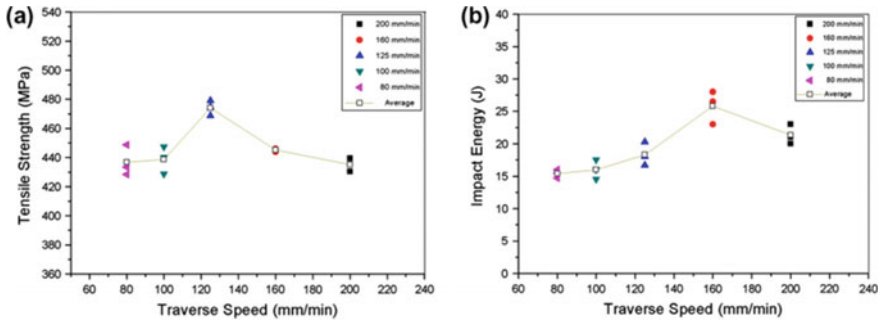 (a)
540
520
500
480
460
440
420
400
380
360
Tensile Strength (MPa)
60 80 100 120 140 160 180 200 220 240
Traverse Speed (mm/min)
200 mm/min
160 mm/min
125 mm/min
100 mm/min
80 mm/min
Average
(b)
40
35
30
25
20
15
10
5
0
Impact Energy (J)
60 80 100 120 140 160 180 200 220 240
Traverse Speed (mm/min)
200 mm/min
160 mm/min
125 mm/min
100 mm/min
80 mm/min
Average